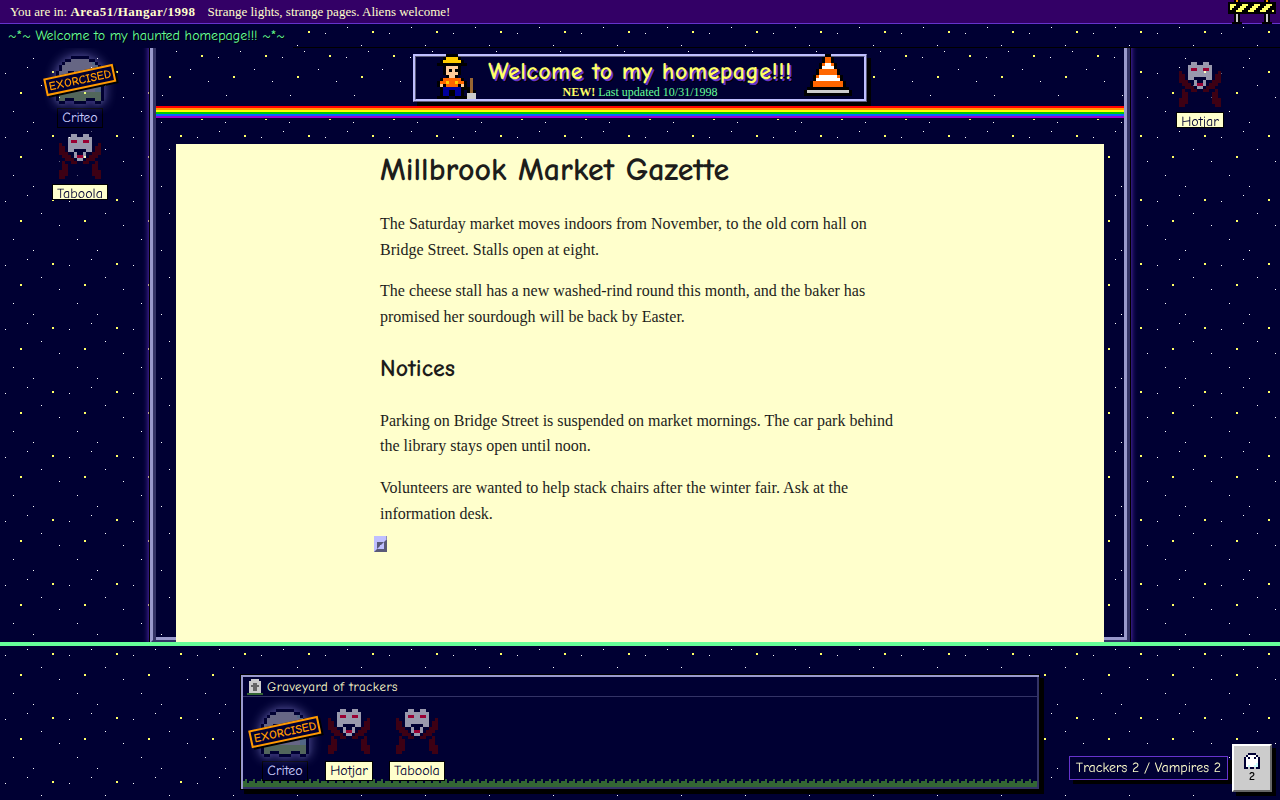 You are in: Area51/Hangar/1998 Strange lights, strange pages. Aliens welcome!
~*~ Welcome to my haunted homepage!!! ~*~
EXORCISED
Criteo
Taboola
Welcome to my homepage!!!
NEW! Last updated 10/31/1998
Hotjar
Millbrook Market Gazette
The Saturday market moves indoors from November, to the old corn hall on
Bridge Street. Stalls open at eight.
The cheese stall has a new washed-rind round this month, and the baker has
promised her sourdough will be back by Easter.
Notices
Parking on Bridge Street is suspended on market mornings. The car park behind
the library stays open until noon.
Volunteers are wanted to help stack chairs after the winter fair. Ask at the
information desk.
Graveyard of trackers
EXORCISED
Criteo Hotjar Taboola
Trackers 2 / Vampires 2
2